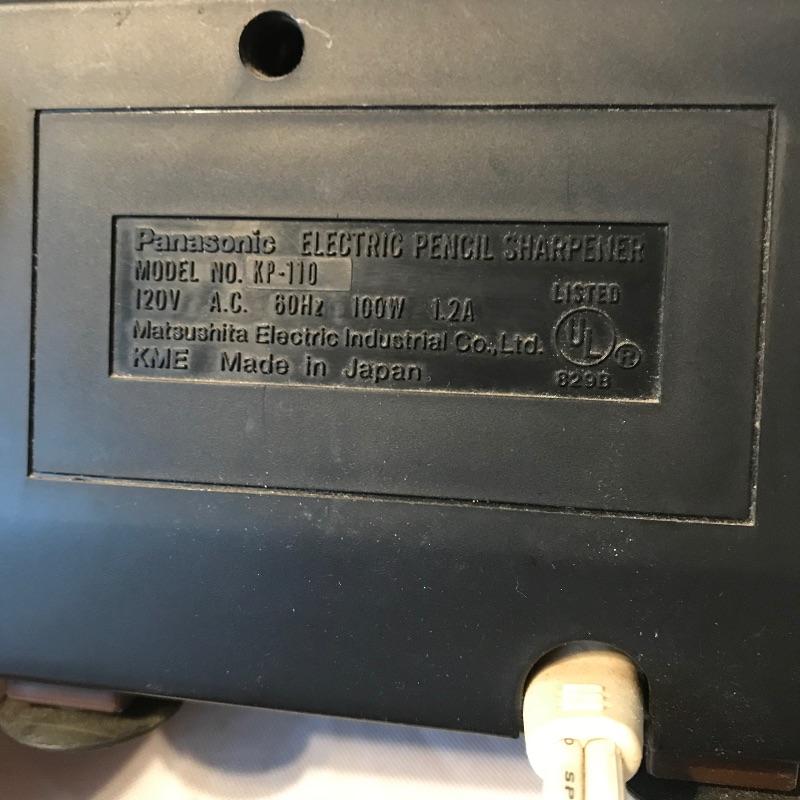 Panasonic ELECTRIC PENCIL SHARPENER
MODEL NO. KP-110
120V A.C. 60Hz 100W 1.2A
Matsushita Electric Industrial Co., Ltd.
KME Made in Japan
LISTED
UL ®
829B
SP